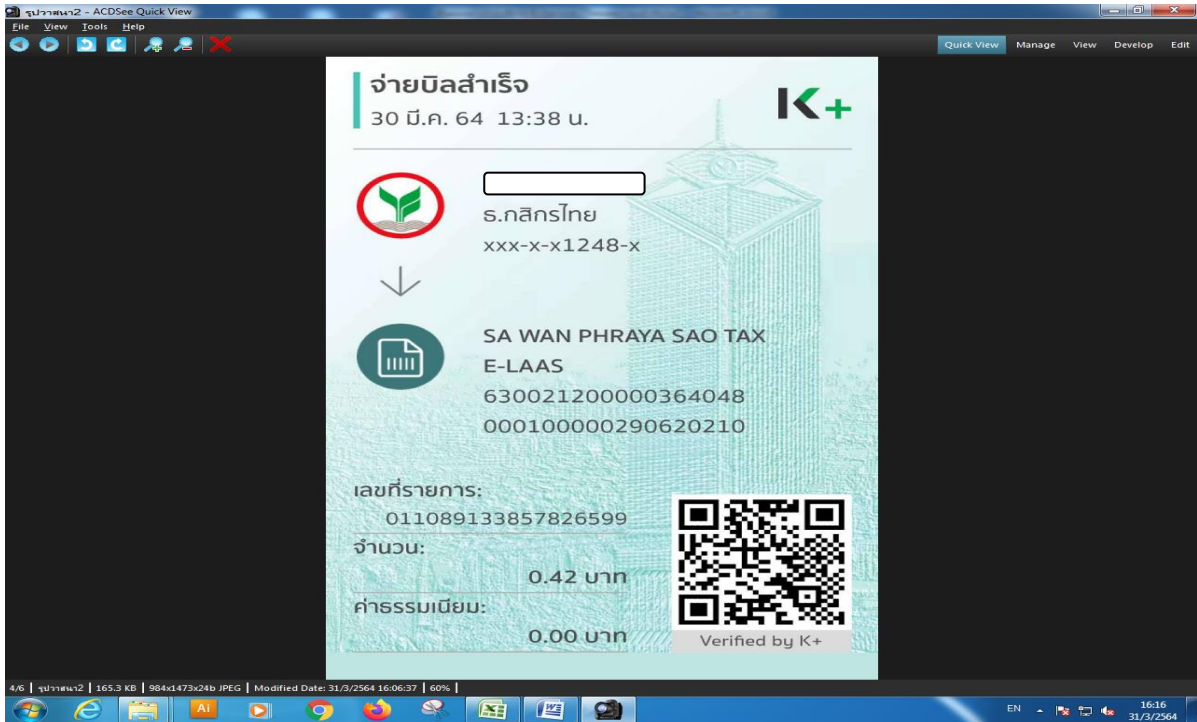 รูปวาสนา2 - ACDSee Quick View
File View Tools Help
Quick View Manage View Develop Edit
จ่ายบิลสำเร็จ
30 มี.ค. 64 13:38 น.
K+
ธ.กสิกรไทย
xxx-x-x1248-x
SA WAN PHRAYA SAO TAX
E-LAAS
630021200000364048
000100000290620210
เลขที่รายการ:
011089133857826599
จำนวน:
0.42 บาท
ค่าธรรมเนียม:
0.00 บาท
Verified by K+
4/6 รูปวาสนา2 165.3 KB 984x1473x24b JPEG Modified Date: 31/3/2564 16:06:37 60%
Ai
EN
16:16
31/3/2564